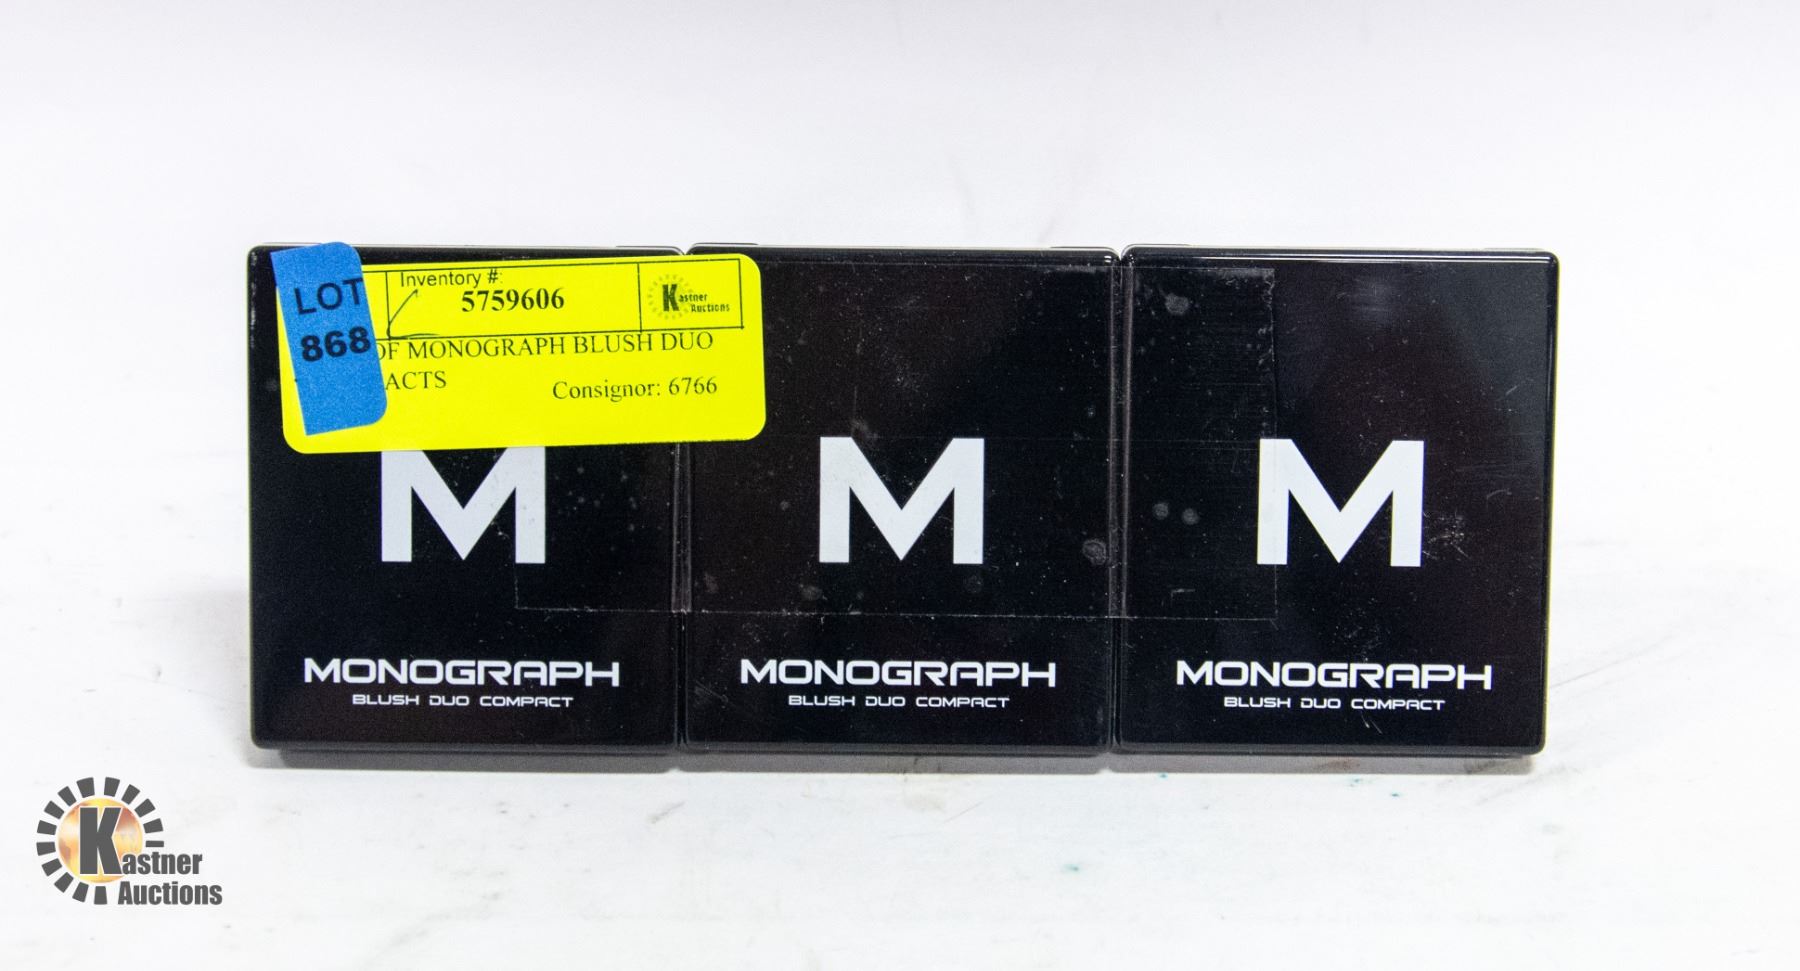 LOT
868
Inventory #:
5759606
Kastner
Auctions
OF MONOGRAPH BLUSH DUO
ACTS
Consignor: 6766
M
M
M
MONOGRAPH
BLUSH DUO COMPACT
MONOGRAPH
BLUSH DUO COMPACT
MONOGRAPH
BLUSH DUO COMPACT
Kastner
Auctions